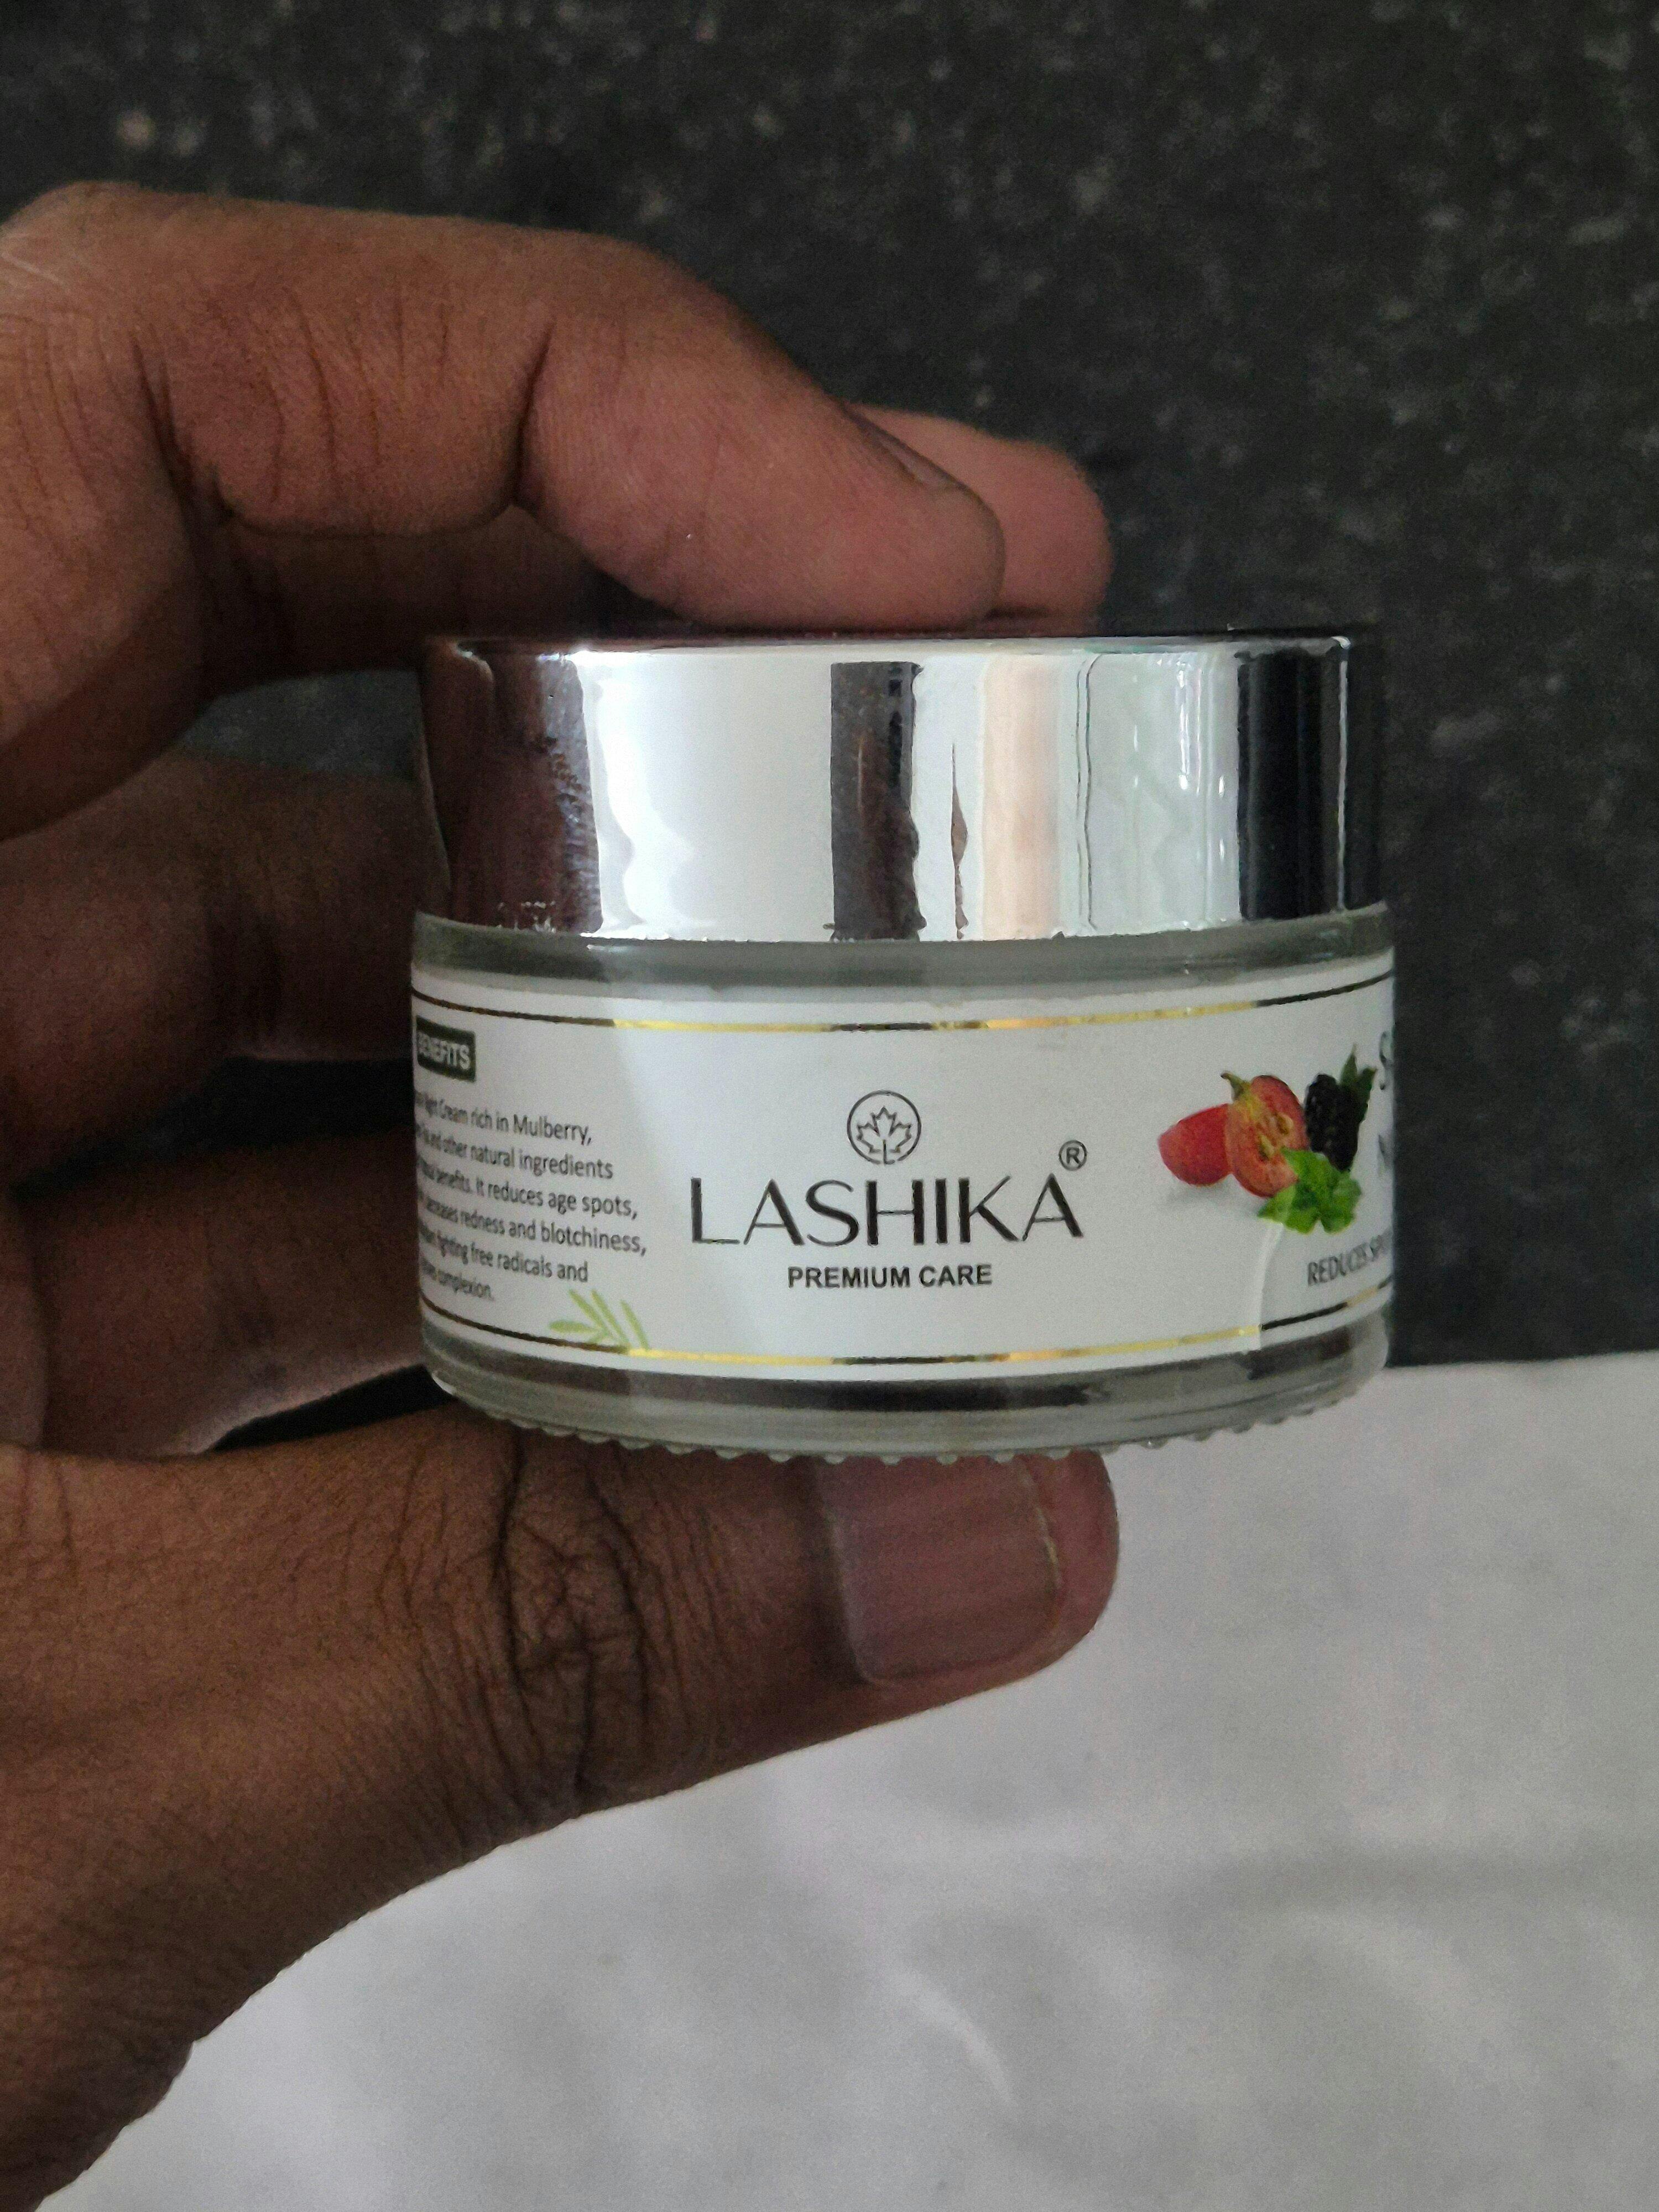 BENEFITS
Night Cream rich in Mulberry,
and other natural ingredients
benefits. It reduces age spots,
redness and blotchiness,
fighting free radicals and
complexion.
LASHIKA®
PREMIUM CARE
REDUCES